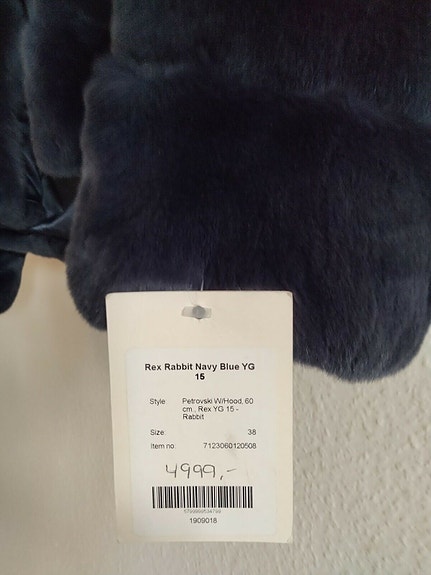 Rex Rabbit Navy Blue YG
15
Style: Petrovski W/Hood, 60
cm., Rex YG 15 -
Rabbit
Size: 38
Item no: 7123060120508
4999,-
1909018